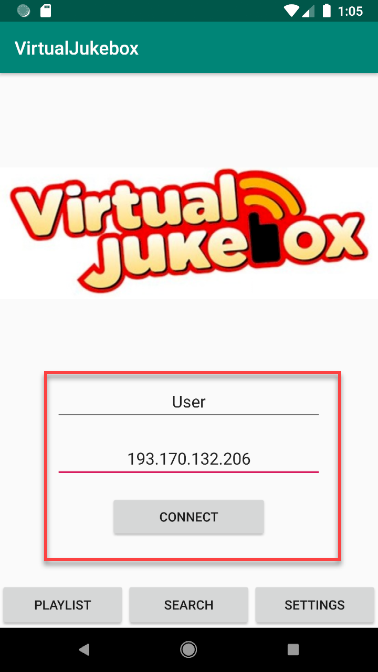 1:05
VirtualJukebox
Virtual
Jukebox
User
193.170.132.206
CONNECT
PLAYLIST SEARCH SETTINGS